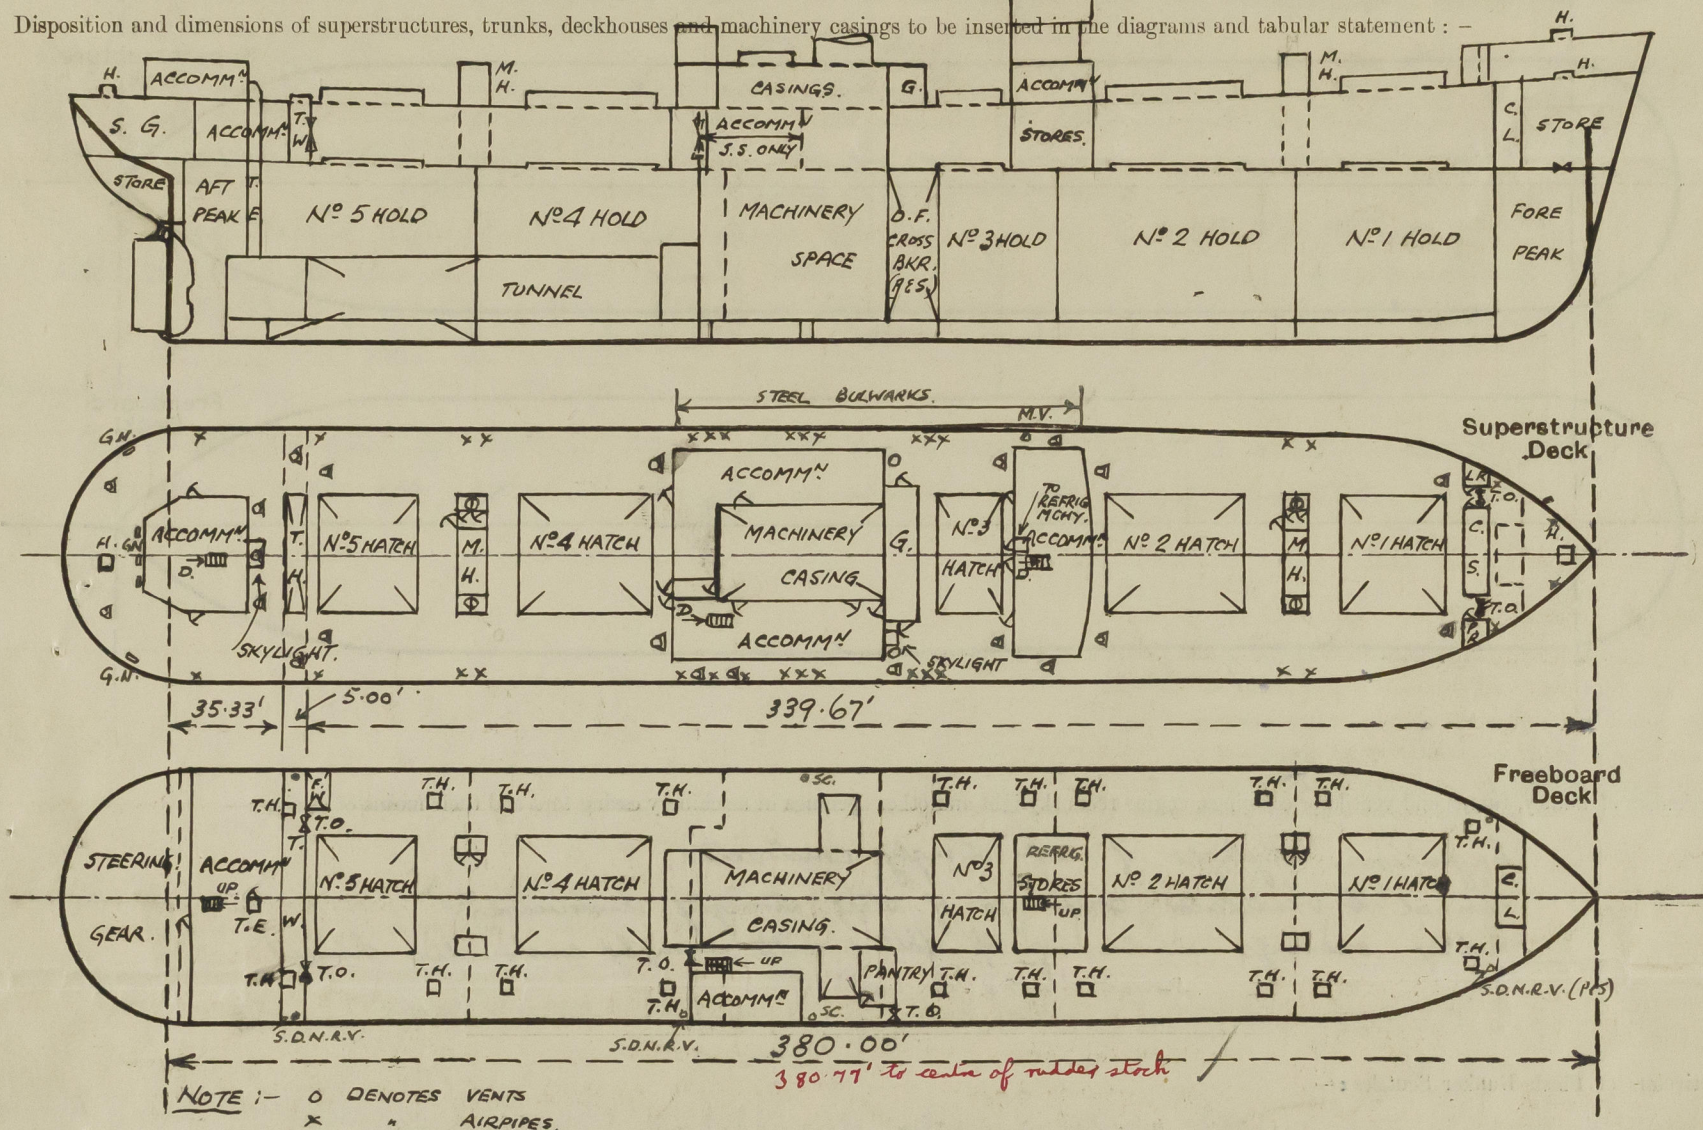 Disposition and dimensions of superstructures, trunks, deckhouses and machinery casings to be inserted in the diagrams and tabular statement : —
H. ACCOMMN M. H. CASINGS. G. ACCOMMN M. H. H. H.
S. G. ACCOMMN T. W. ACCOMMN S.S. ONLY STORES. C. L. STORE
STORE AFT PEAK T. E. No 5 HOLD No 4 HOLD MACHINERY SPACE O.F. CROSS BKR. (RES.) No 3 HOLD No 2 HOLD No 1 HOLD FORE PEAK
TUNNEL
STEEL BULWARKS.
M.V.
Superstructure
Deck
G.N.
ACCOMMN TO REFRIG MCHY. L.R. T.O.
H. G.N. ACCOMMN D. T. H. No 5 HATCH M. H. No 4 HATCH MACHINERY CASING G. No 3 HATCH ACCOMMN D. No 2 HATCH M. H. No 1 HATCH C. S. H.
D. ACCOMMN T.O. P.R.
SKYLIGHT. SKYLIGHT
G.N.
35.33' 5.00' 339.67'
Freeboard
Deck
T.H. F.W. T.H. T.H. T.H. SC. T.H. T.H. T.H. T.H. T.H.
T.O. T. T.H.
STEERING GEAR. ACCOMMN UP T.E. W. No 5 HATCH No 4 HATCH MACHINERY CASING. No 3 HATCH REFRIG. STORES UP No 2 HATCH No 1 HATCH C. L.
T.H. T.O. T.H. T.H. T.O. UP PANTRY T.H. T.H. T.H. T.H. T.H. T.H.
T.H. ACCOMMN SC. T.O. S.D.N.R.V. (P&S)
S.D.N.R.V. S.D.N.R.V.
380.00'
380.77' to centre of rudder stock
NOTE :- O DENOTES VENTS
X " AIRPIPES.